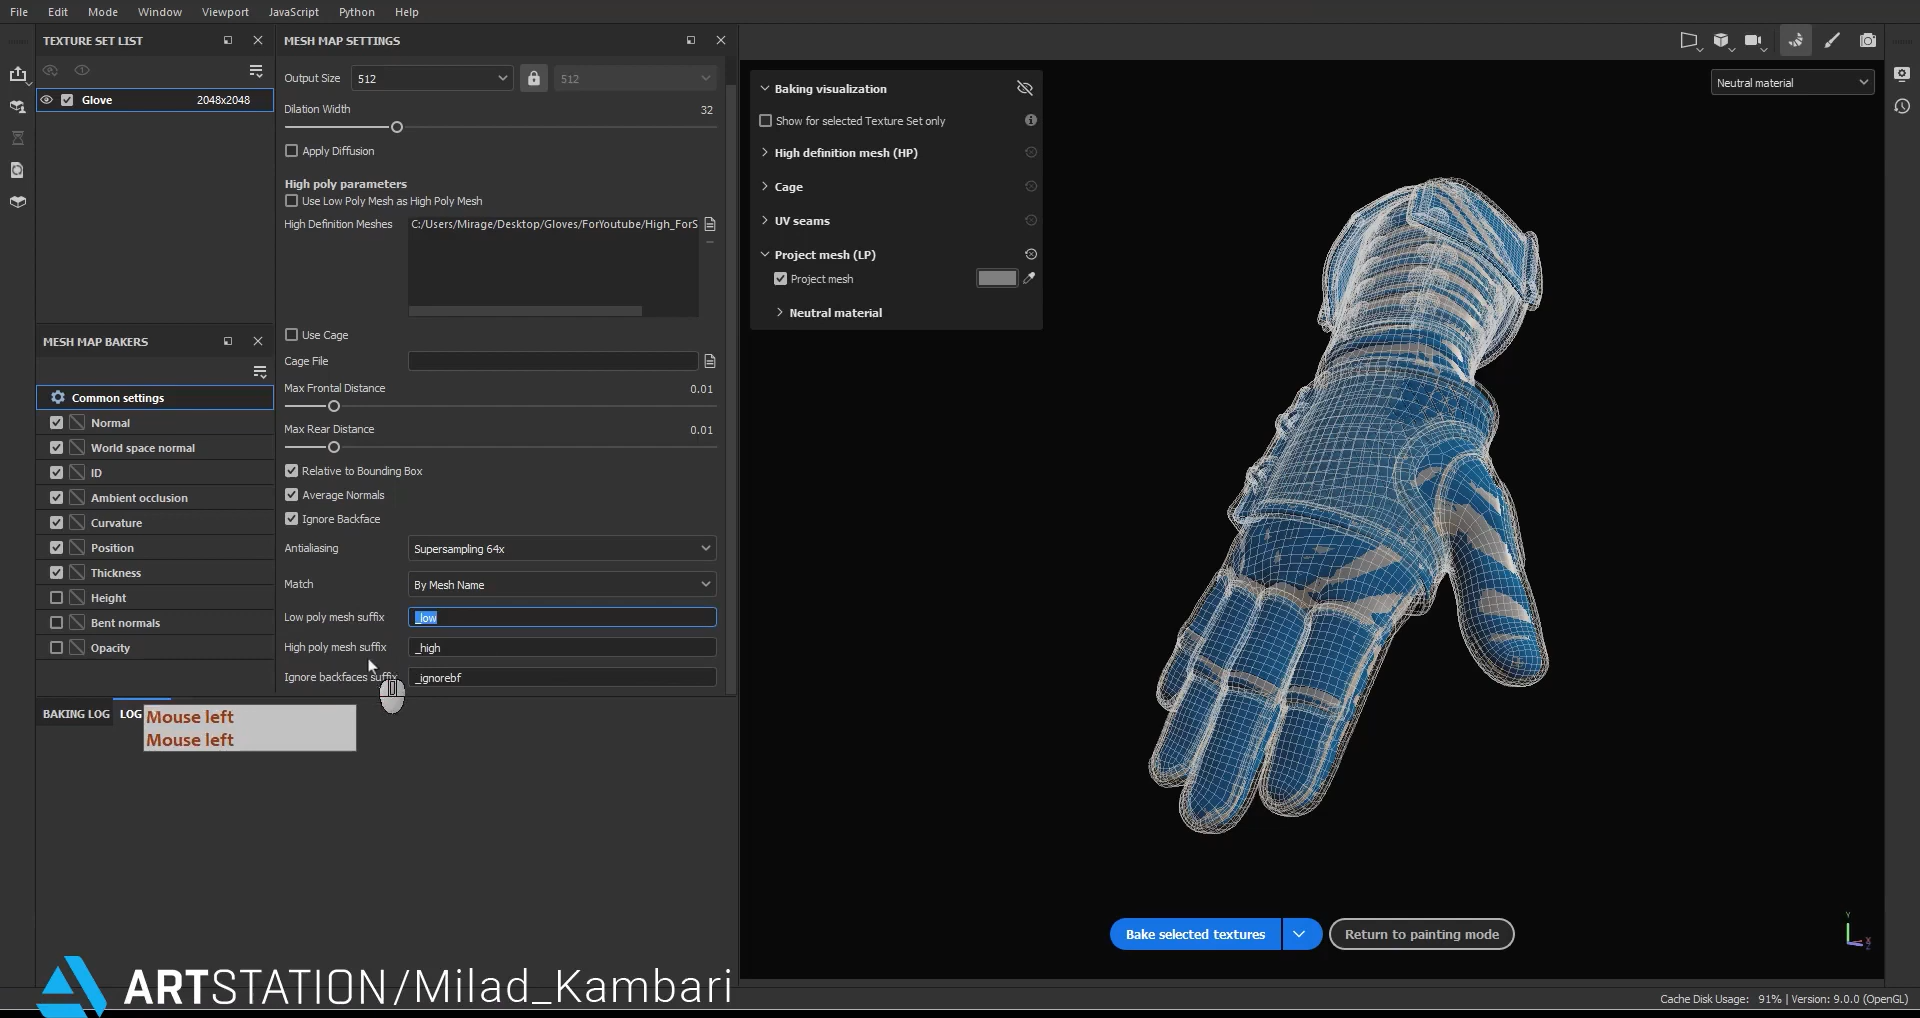 File Edit Mode Window Viewport JavaScript Python Help
TEXTURE SET LIST
Glove 2048x2048
MESH MAP BAKERS
Common settings
Normal
World space normal
ID
Ambient occlusion
Curvature
Position
Thickness
Height
Bent normals
Opacity
MESH MAP SETTINGS
Output Size 512 512
Dilation Width 32
Apply Diffusion
High poly parameters
Use Low Poly Mesh as High Poly Mesh
High Definition Meshes C:/Users/Mirage/Desktop/Gloves/ForYoutube/High_ForS
Use Cage
Cage File
Max Frontal Distance 0.01
Max Rear Distance 0.01
Relative to Bounding Box
Average Normals
Ignore Backface
Antialiasing Supersampling 64x
Match By Mesh Name
Low poly mesh suffix _low
High poly mesh suffix _high
Ignore backfaces suffix _ignorebf
BAKING LOG LOG
Mouse left
Mouse left
Baking visualization
Show for selected Texture Set only
High definition mesh (HP)
Cage
UV seams
Project mesh (LP)
Project mesh
Neutral material
Neutral material
Bake selected textures Return to painting mode
Y
ARTSTATION/Milad_Kambari
Cache Disk Usage: 91% | Version: 9.0.0 (OpenGL)